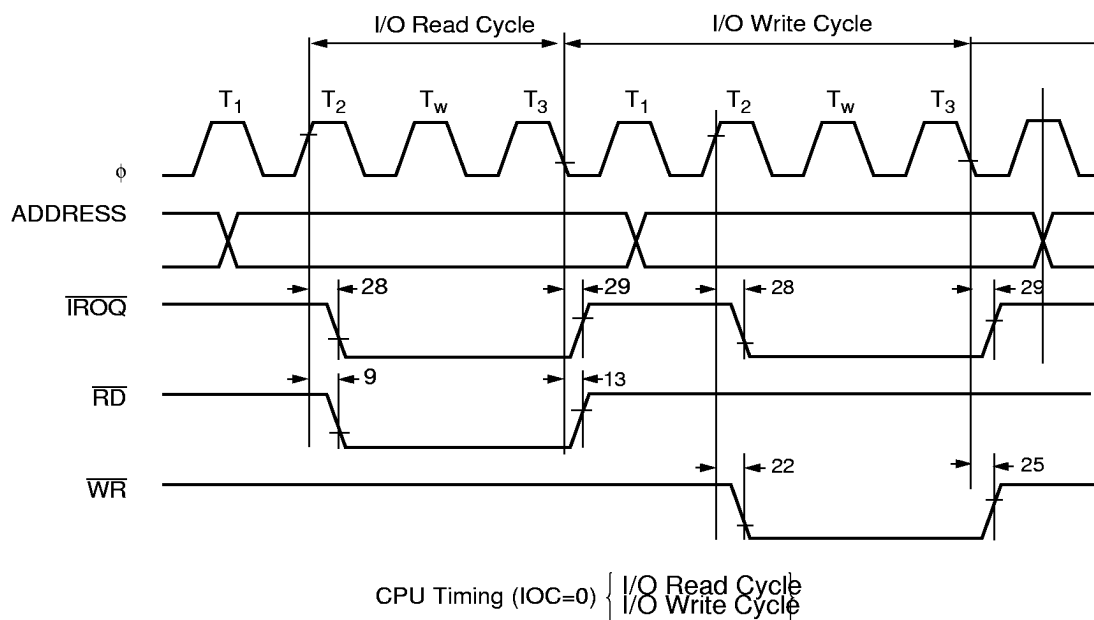 I/O Read Cycle I/O Write Cycle
T1 T2 Tw T3 T1 T2 Tw T3
ϕ
ADDRESS
IROQ 28 29 28 29
RD 9 13
WR 22 25
CPU Timing (IOC=0) { I/O Read Cycle
I/O Write Cycle }